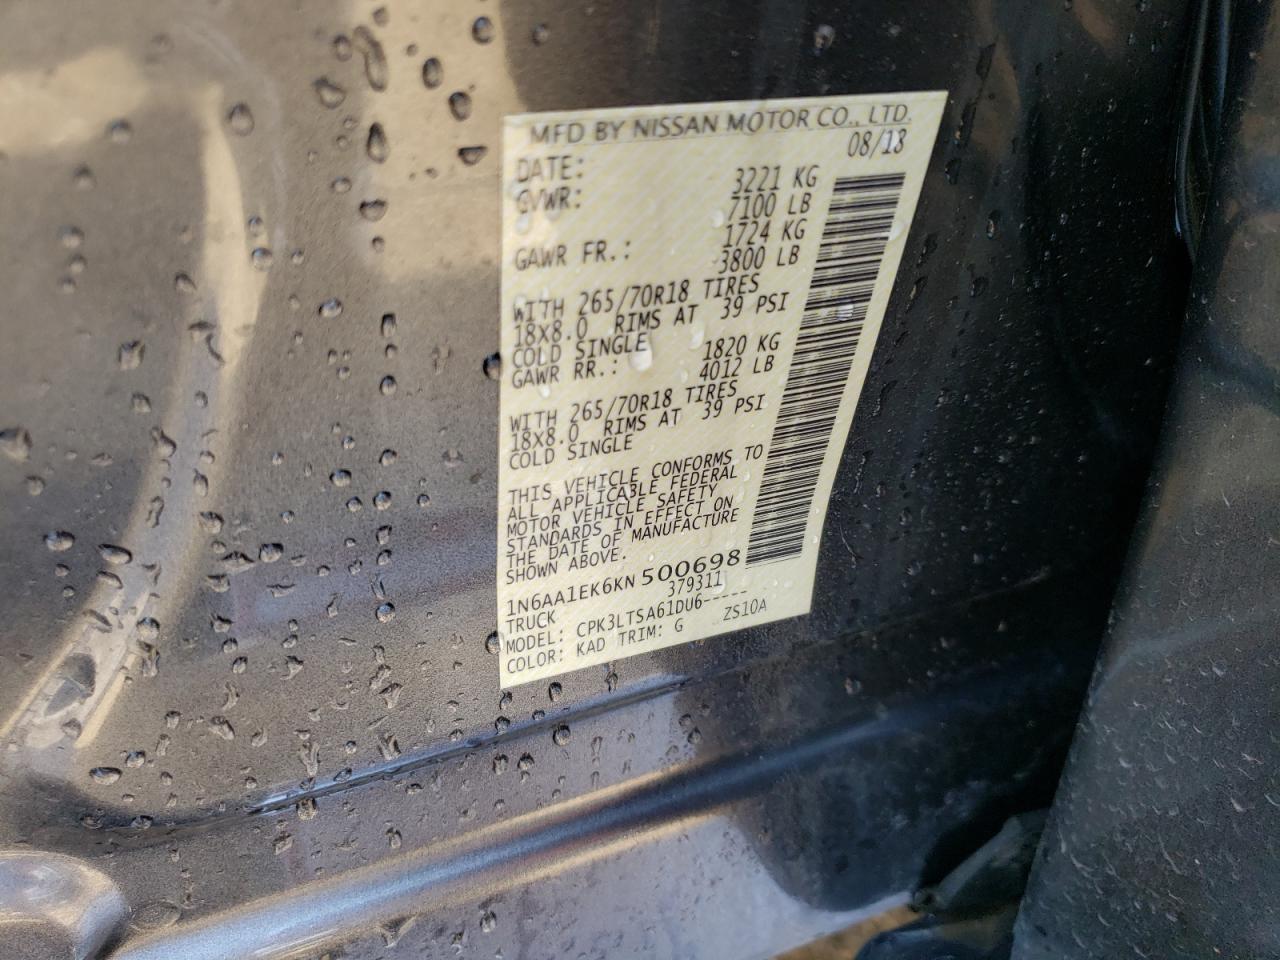 MFD BY NISSAN MOTOR CO., LTD.
DATE: 08/18
GVWR: 3221 KG
7100 LB
GAWR FR.: 1724 KG
3800 LB
WITH 265/70R18 TIRES
18X8.0 RIMS AT 39 PSI
COLD SINGLE
GAWR RR.: 1820 KG
4012 LB
WITH 265/70R18 TIRES
18X8.0 RIMS AT 39 PSI
COLD SINGLE
THIS VEHICLE CONFORMS TO
ALL APPLICABLE FEDERAL
MOTOR VEHICLE SAFETY
STANDARDS IN EFFECT ON
THE DATE OF MANUFACTURE
SHOWN ABOVE.
1N6AA1EK6KN 500698
TRUCK 379311
MODEL: CPK3LTSA61DU6-----
COLOR: KAD TRIM: G ZS10A